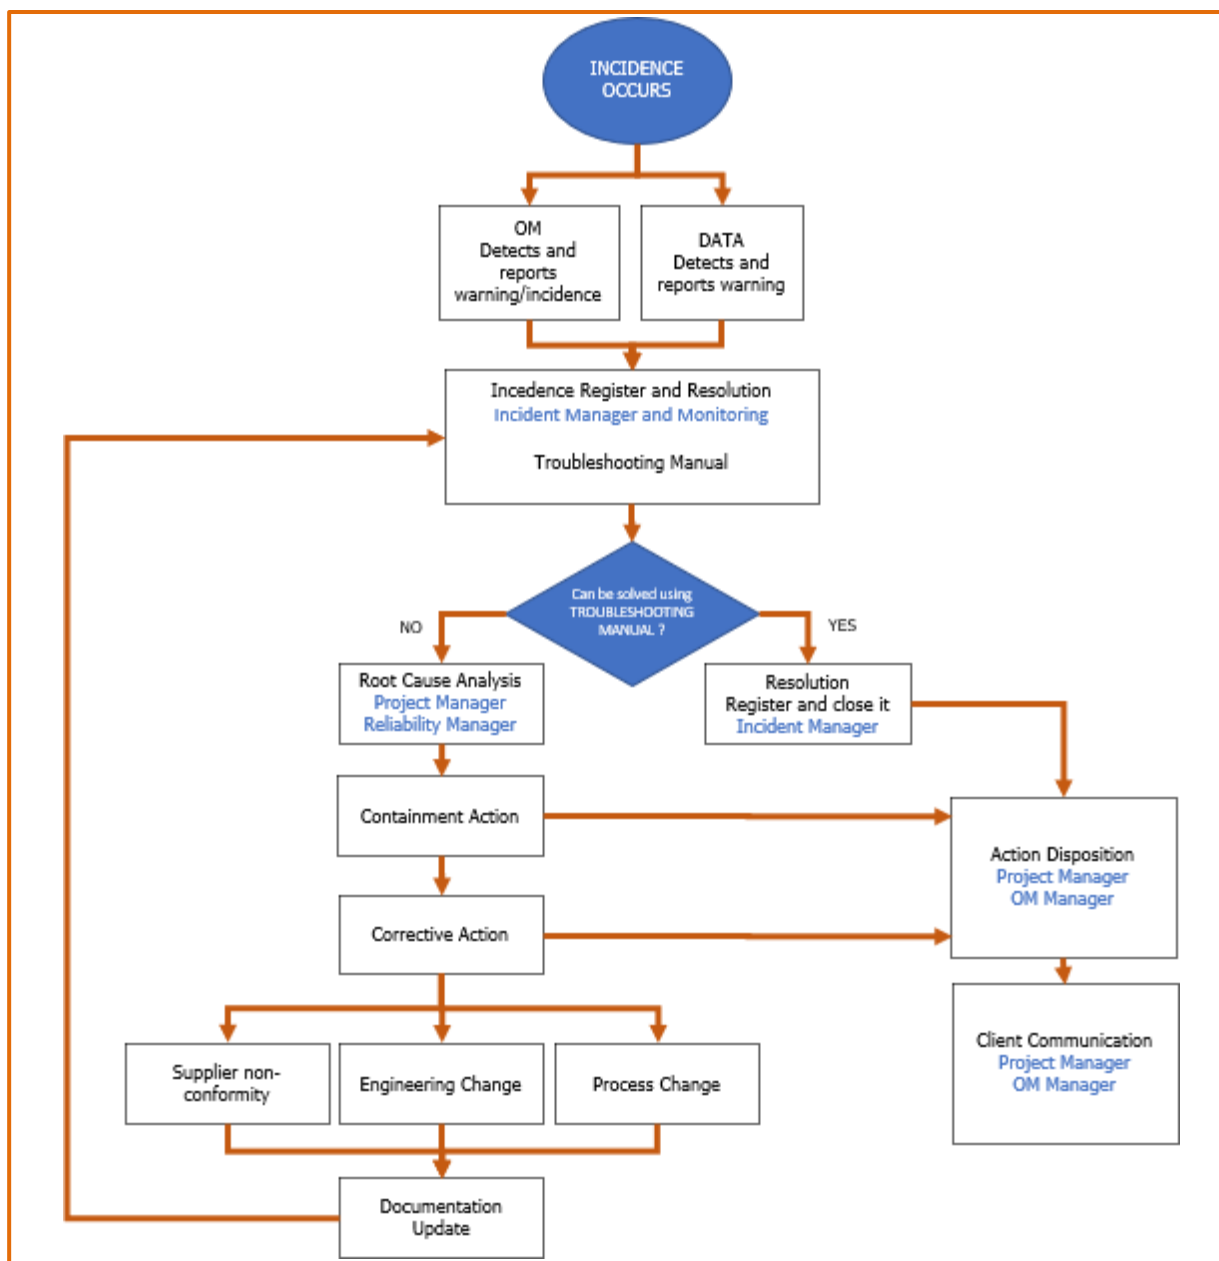 INCIDENCE
OCCURS
OM
Detects and
reports
warning/incidence
DATA
Detects and
reports warning
Incedence Register and Resolution
Incident Manager and Monitoring
Troubleshooting Manual
Can be solved using
TROUBLESHOOTING
MANUAL ?
NO
YES
Root Cause Analysis
Project Manager
Reliability Manager
Resolution
Register and close it
Incident Manager
Containment Action
Action Disposition
Project Manager
OM Manager
Corrective Action
Client Communication
Project Manager
OM Manager
Supplier non-
conformity
Engineering Change
Process Change
Documentation
Update